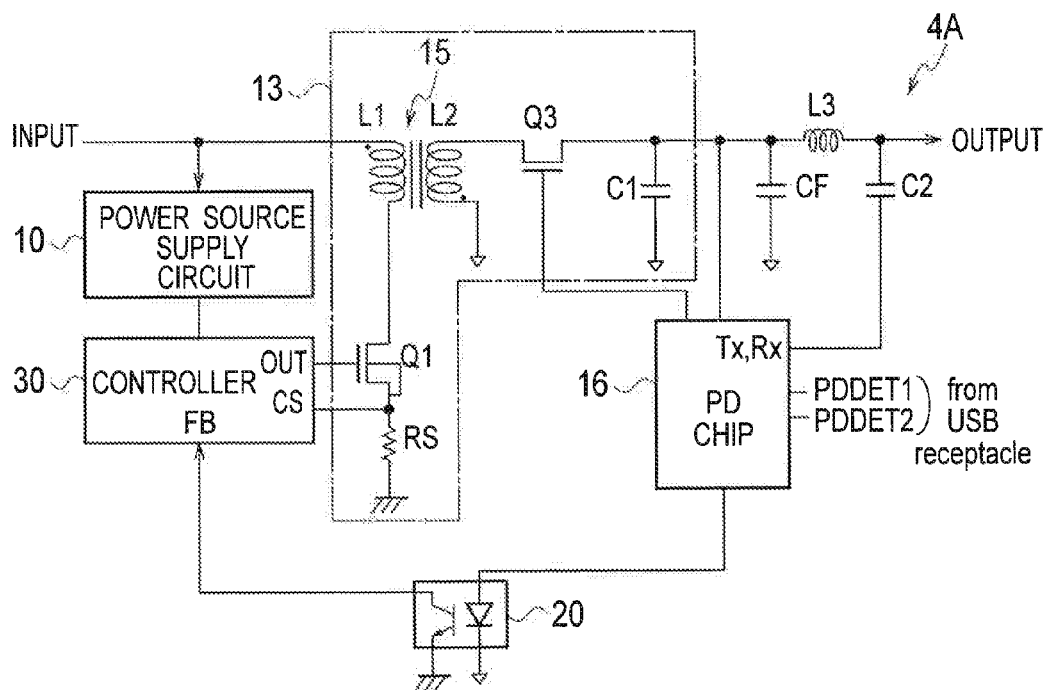 4A
15
13
L1
L2
Q3
L3
INPUT
OUTPUT
C1
CF
C2
10
POWER SOURCE
SUPPLY
CIRCUIT
Tx,Rx
OUT
Q1
30
CONTROLLER
16
PDDET1
from
CS
PD
FB
PDDET2
USB
RS
CHIP
receptacle
20